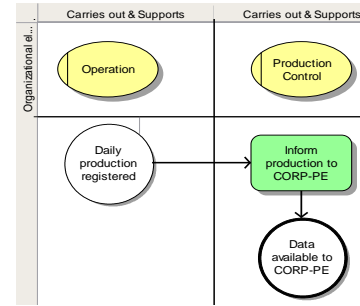 Carries out & Supports
Carries out & Supports
Organizational el...
Operation
Production
Control
Daily
production
registered
Inform
production to
CORP-PE
Data
available to
CORP-PE